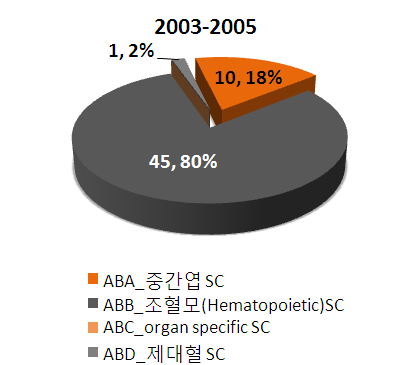 2003-2005
1, 2%
10, 18%
45, 80%
ABA_중간엽 SC
ABB_조혈모(Hematopoietic)SC
ABC_organ specific SC
ABD_제대혈 SC